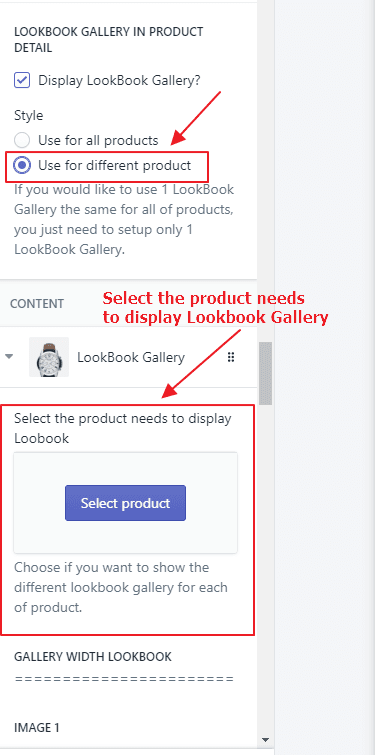 LOOKBOOK GALLERY IN PRODUCT
DETAIL
Display LookBook Gallery?
Style
Use for all products
Use for different product
If you would like to use 1 LookBook
Gallery the same for all of products,
you just need to setup only 1
LookBook Gallery.
CONTENT
Select the product needs
to display Lookbook Gallery
LookBook Gallery
Select the product needs to display
Loobook
Select product
Choose if you want to show the
different lookbook gallery for each
of product.
GALLERY WIDTH LOOKBOOK
=======================
IMAGE 1